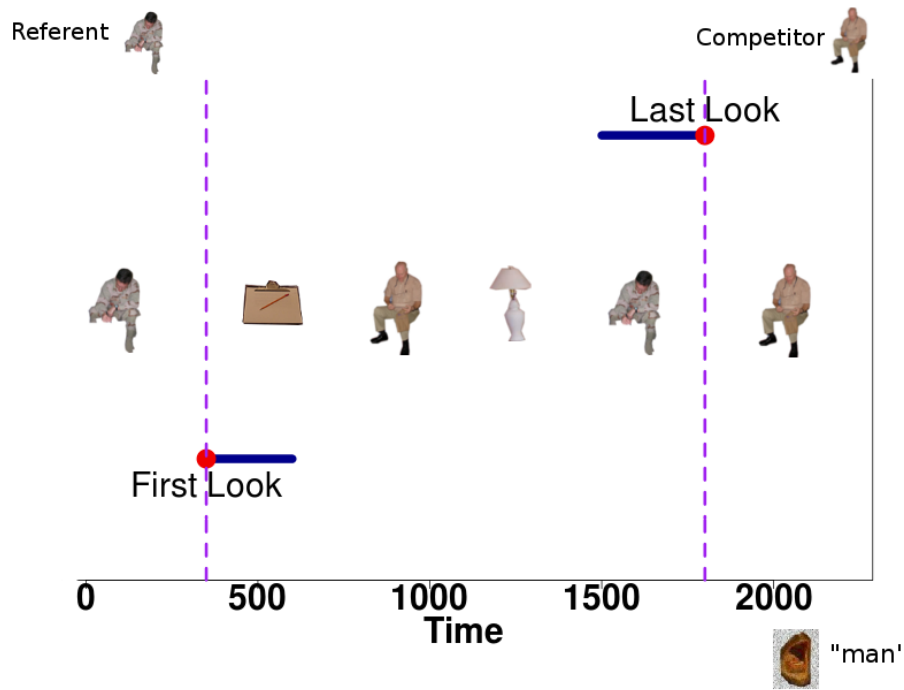 Referent
Competitor
Last Look
First Look
0 500 1000 1500 2000
Time
"man'